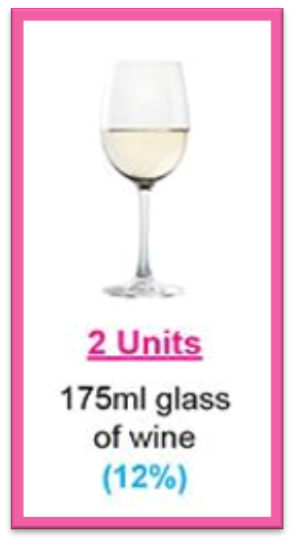 2 Units
175ml glass
of wine
(12%)